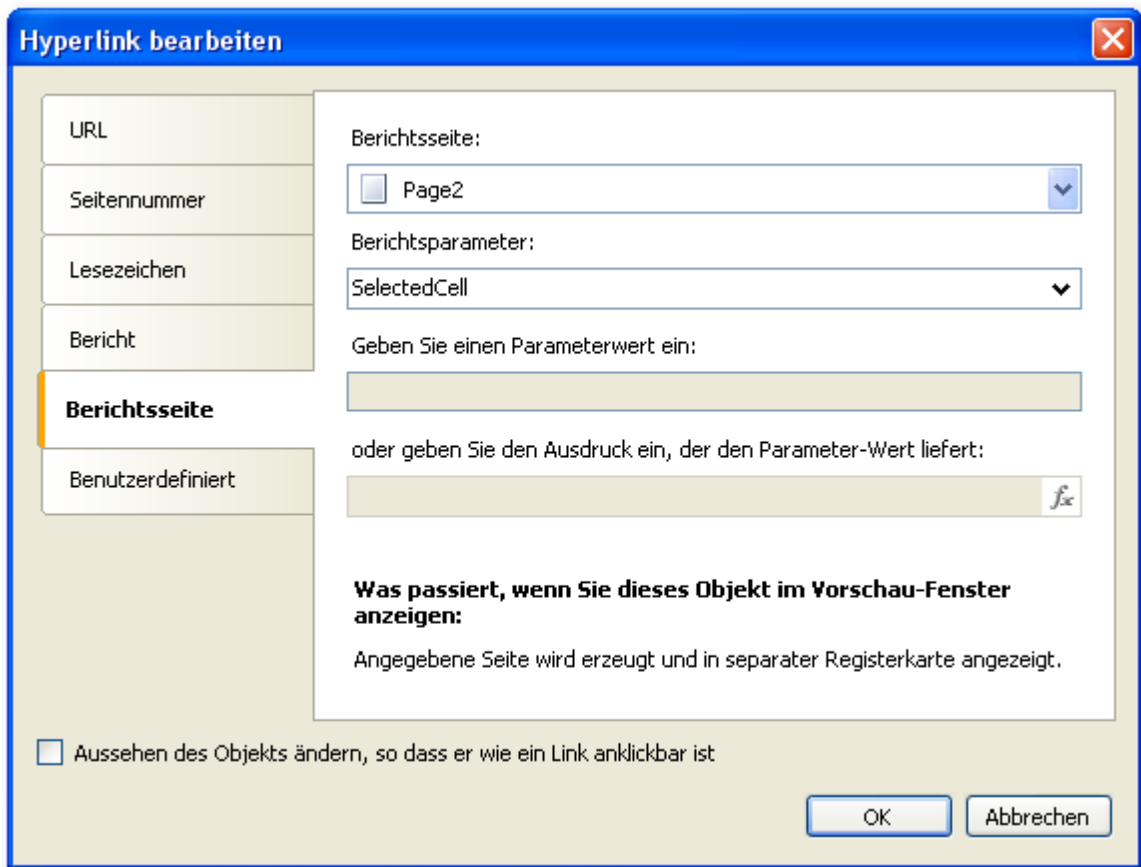 Hyperlink bearbeiten
URL
Seitennummer
Lesezeichen
Bericht
Berichtsseite
Benutzerdefiniert
Berichtsseite:
Page2
Berichtsparameter:
SelectedCell
Geben Sie einen Parameterwert ein:
oder geben Sie den Ausdruck ein, der den Parameter-Wert liefert:
fx
Was passiert, wenn Sie dieses Objekt im Vorschau-Fenster
anzeigen:
Angegebene Seite wird erzeugt und in separater Registerkarte angezeigt.
Aussehen des Objekts ändern, so dass er wie ein Link anklickbar ist
OK
Abbrechen